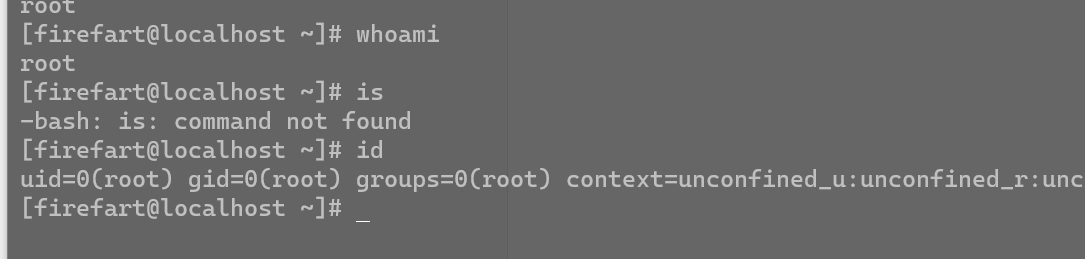 root
[firefart@localhost ~]# whoami
root
[firefart@localhost ~]# is
-bash: is: command not found
[firefart@localhost ~]# id
uid=0(root) gid=0(root) groups=0(root) context=unconfined_u:unconfined_r:unc
[firefart@localhost ~]# _